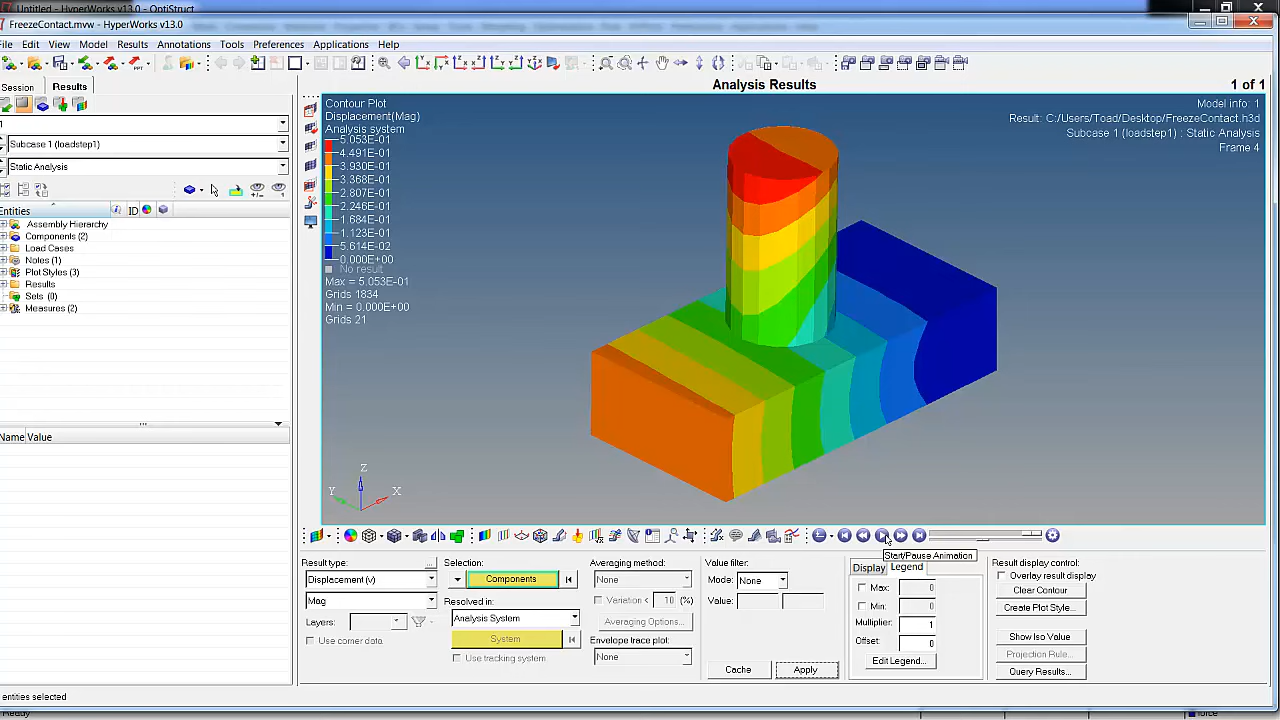 Untitled - HyperWorks v13.0 - OptiStruct
FreezeContact.mvw - HyperWorks v13.0
File Edit View Model Results Annotations Tools Preferences Applications Help
Session Results
Analysis Results
1 of 1
1
Subcase 1 (loadstep1)
Static Analysis
Entities ID
Assembly Hierarchy
Components (2)
Load Cases
Notes (1)
Plot Styles (3)
Results
Sets (0)
Measures (2)
Name Value
Contour Plot
Displacement(Mag)
Analysis system
5.053E-01
4.491E-01
3.930E-01
3.368E-01
2.807E-01
2.246E-01
1.684E-01
1.123E-01
5.614E-02
0.000E+00
No result
Max = 5.053E-01
Grids 1834
Min = 0.000E+00
Grids 21
Model info: 1
Result: C:/Users/Toad/Desktop/FreezeContact.h3d
Subcase 1 (loadstep1) : Static Analysis
Frame 4
Z
Y
X
Start/Pause Animation
Result type:
...
Displacement (v)
Mag
Layers:
Use corner data
Selection:
Components
Resolved in:
Analysis System
System
Use tracking system
Averaging method:
None
Variation < 10 (%)
Averaging Options...
Envelope trace plot:
None
Value filter:
Mode: None
Value:
Cache
Apply
Display Legend
Max: 0
Min: 0
Multiplier: 1
Offset: 0
Edit Legend...
Result display control:
Overlay result display
Clear Contour
Create Plot Style...
Show Iso Value
Projection Rule...
Query Results...
entities selected
Ready
force